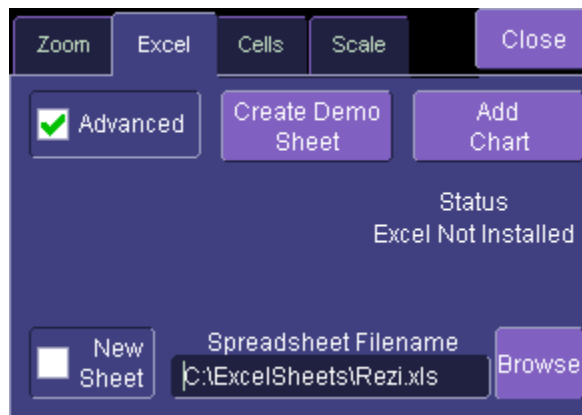 Zoom Excel Cells Scale Close
Advanced
Create Demo
Sheet
Add
Chart
Status
Excel Not Installed
New
Sheet
Spreadsheet Filename
C:\ExcelSheets\Rezi.xls
Browse